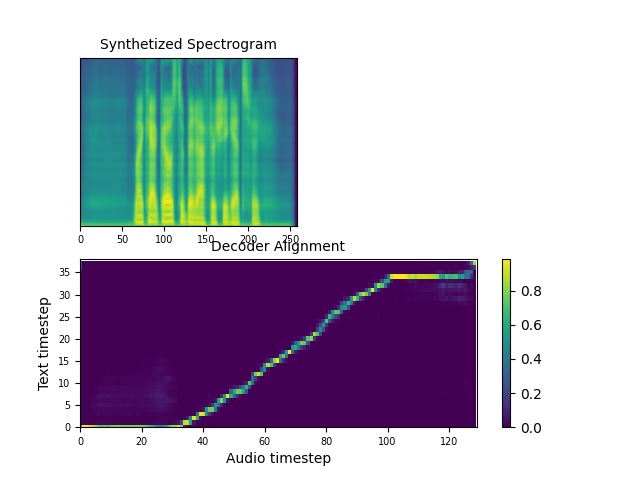 Synthetized Spectrogram
0 50 100 150 200 250
Decoder Alignment
35
30
25
20
15
10
5
0
Text timestep
0 20 40 60 80 100 120
Audio timestep
0.8
0.6
0.4
0.2
0.0